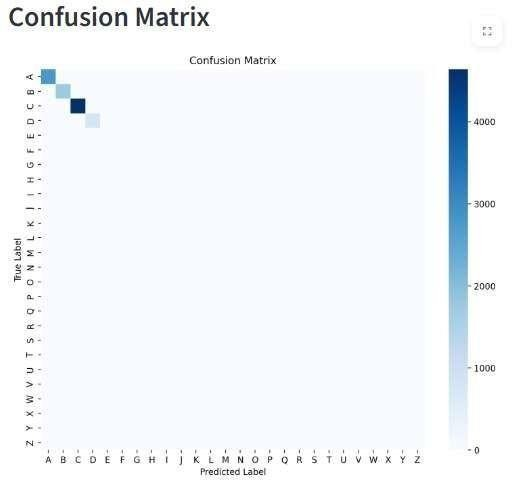 Confusion Matrix
Confusion Matrix
True Label
A
B
C
D
E
F
G
H
I
J
K
L
M
N
O
P
Q
R
S
T
U
V
W
X
Y
Z
A B C D E F G H I J K L M N O P Q R S T U V W X Y Z
Predicted Label
4000
3000
2000
1000
0